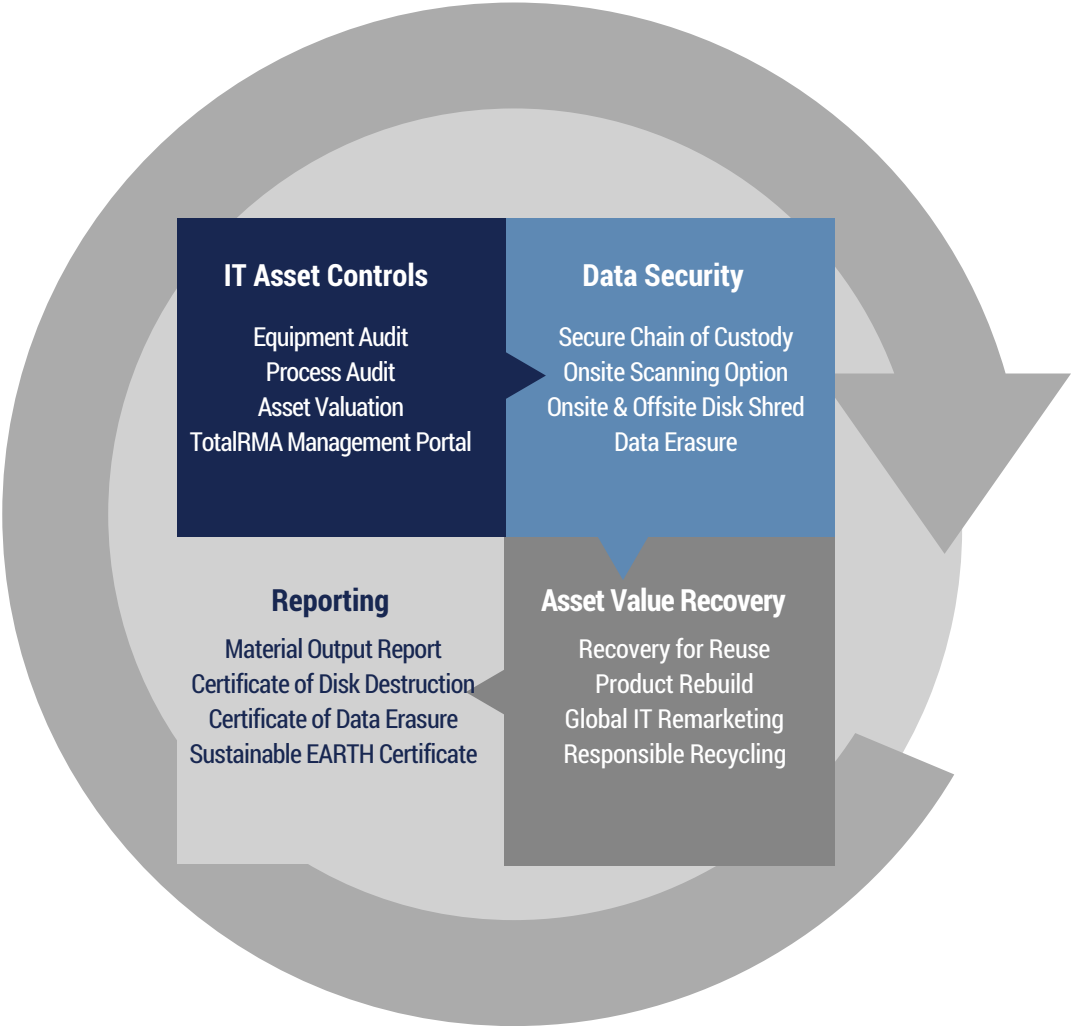 IT Asset Controls
Equipment Audit
Process Audit
Asset Valuation
TotalRMA Management Portal
Data Security
Secure Chain of Custody
Onsite Scanning Option
Onsite & Offsite Disk Shred
Data Erasure
Reporting
Material Output Report
Certificate of Disk Destruction
Certificate of Data Erasure
Sustainable EARTH Certificate
Asset Value Recovery
Recovery for Reuse
Product Rebuild
Global IT Remarketing
Responsible Recycling